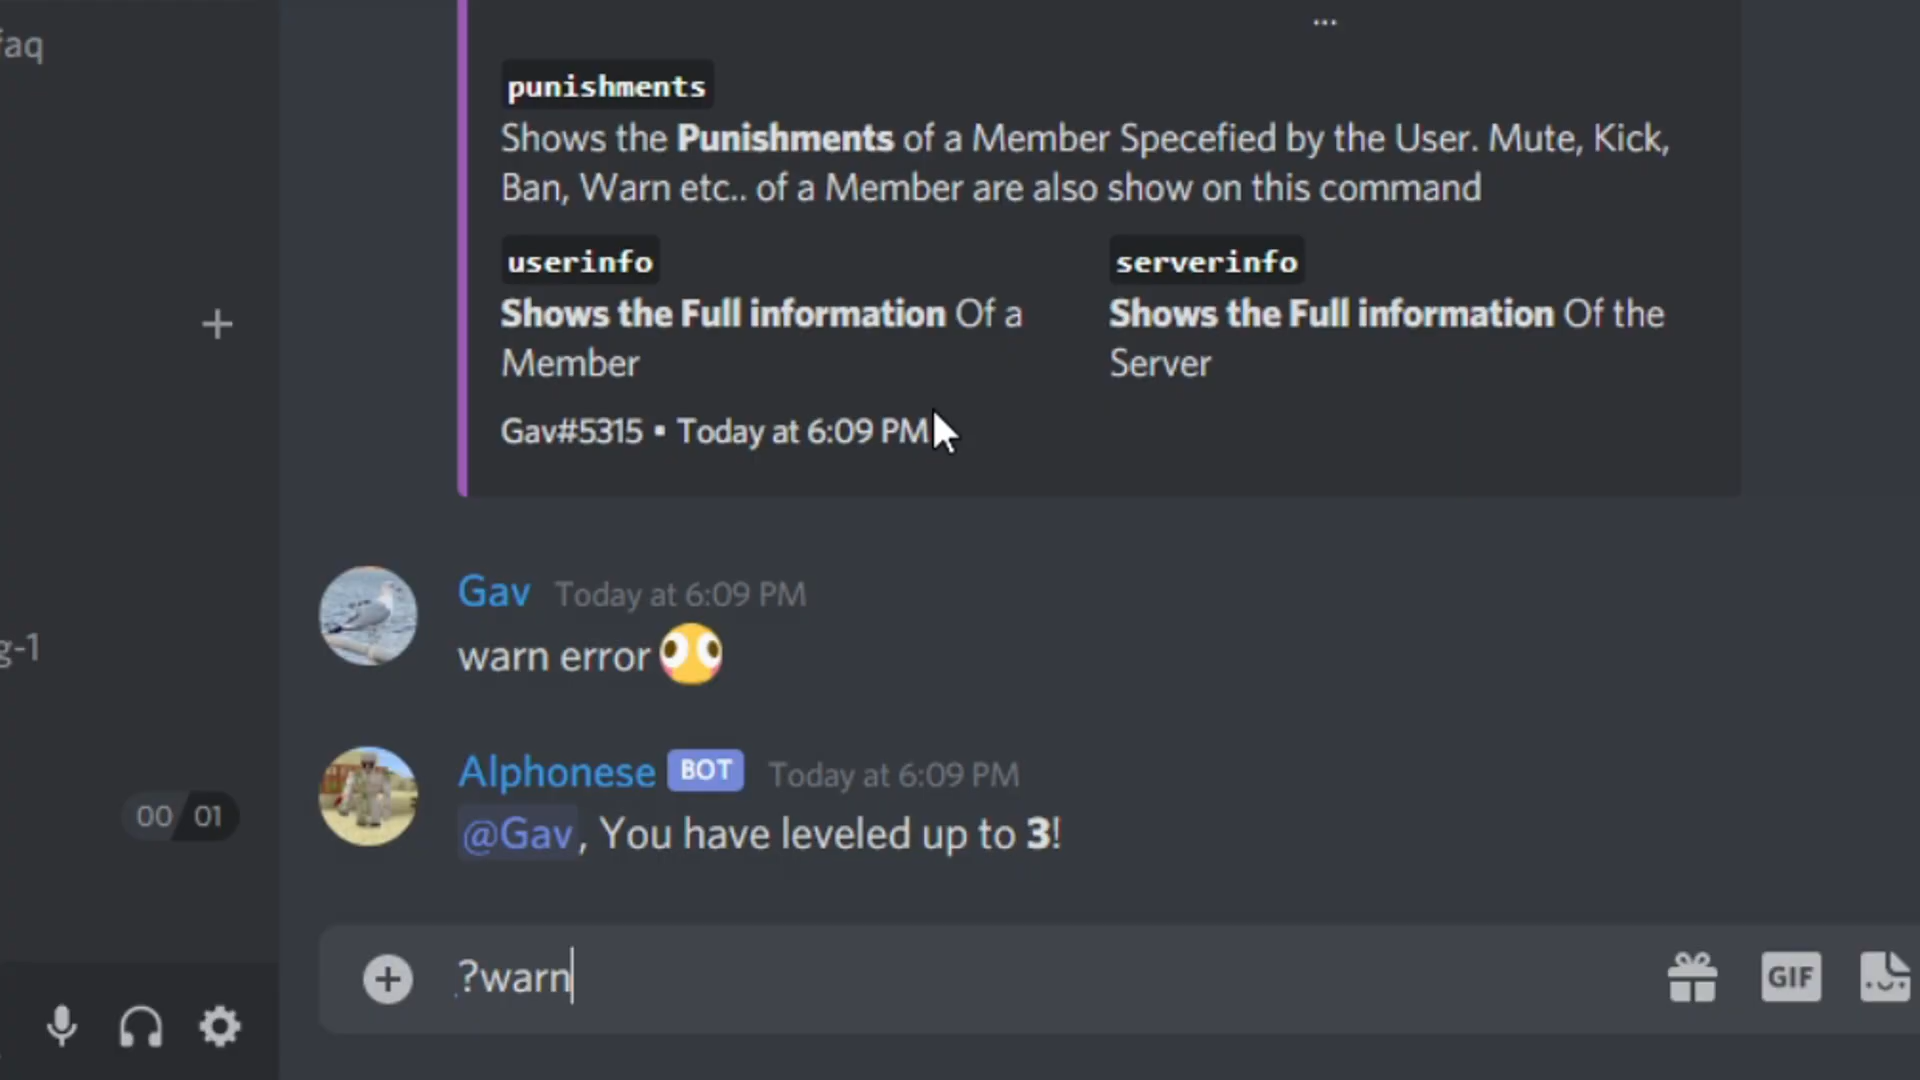 faq
...
punishments
Shows the Punishments of a Member Specefied by the User. Mute, Kick,
Ban, Warn etc.. of a Member are also show on this command
userinfo
Shows the Full information Of a
Member
serverinfo
Shows the Full information Of the
Server
Gav#5315 ▪ Today at 6:09 PM
Gav Today at 6:09 PM
warn error
g-1
Alphonese BOT Today at 6:09 PM
@Gav, You have leveled up to 3!
00 01
?warn
GIF